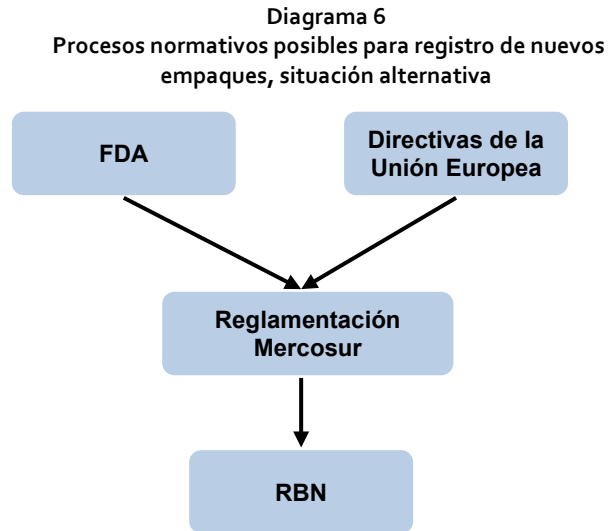 Diagrama 6
Procesos normativos posibles para registro de nuevos
empaques, situación alternativa
FDA
Directivas de la
Unión Europea
Reglamentación
Mercosur
RBN